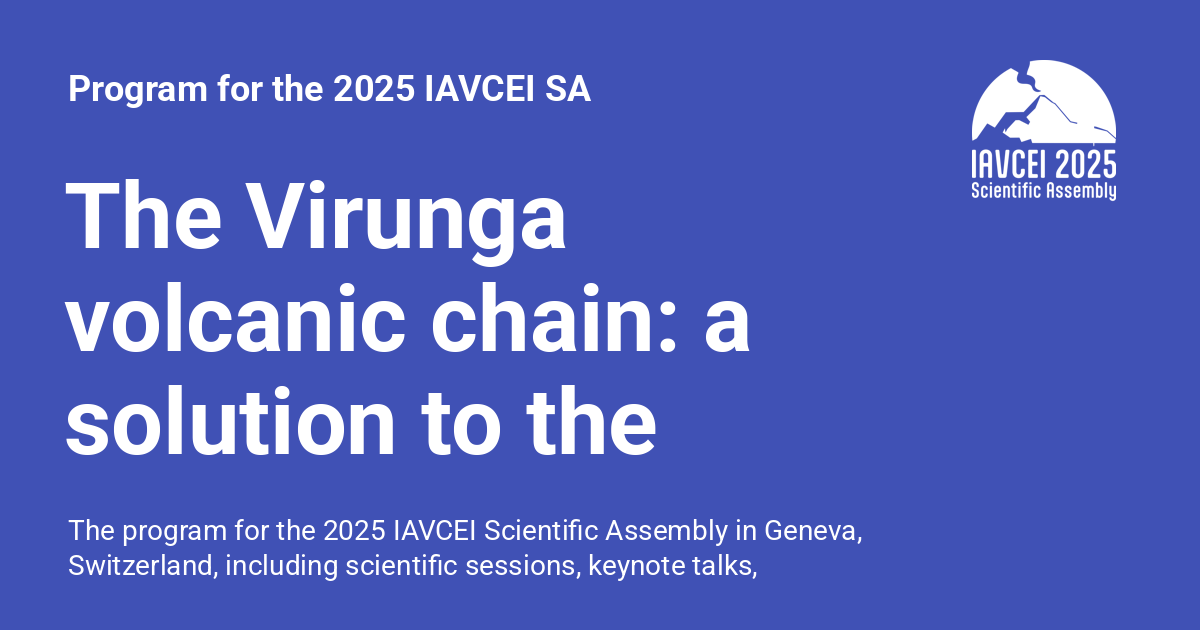 Program for the 2025 IAVCEI SA
IAVCEI 2025
Scientific Assembly
The Virunga
volcanic chain: a
solution to the
The program for the 2025 IAVCEI Scientific Assembly in Geneva,
Switzerland, including scientific sessions, keynote talks,